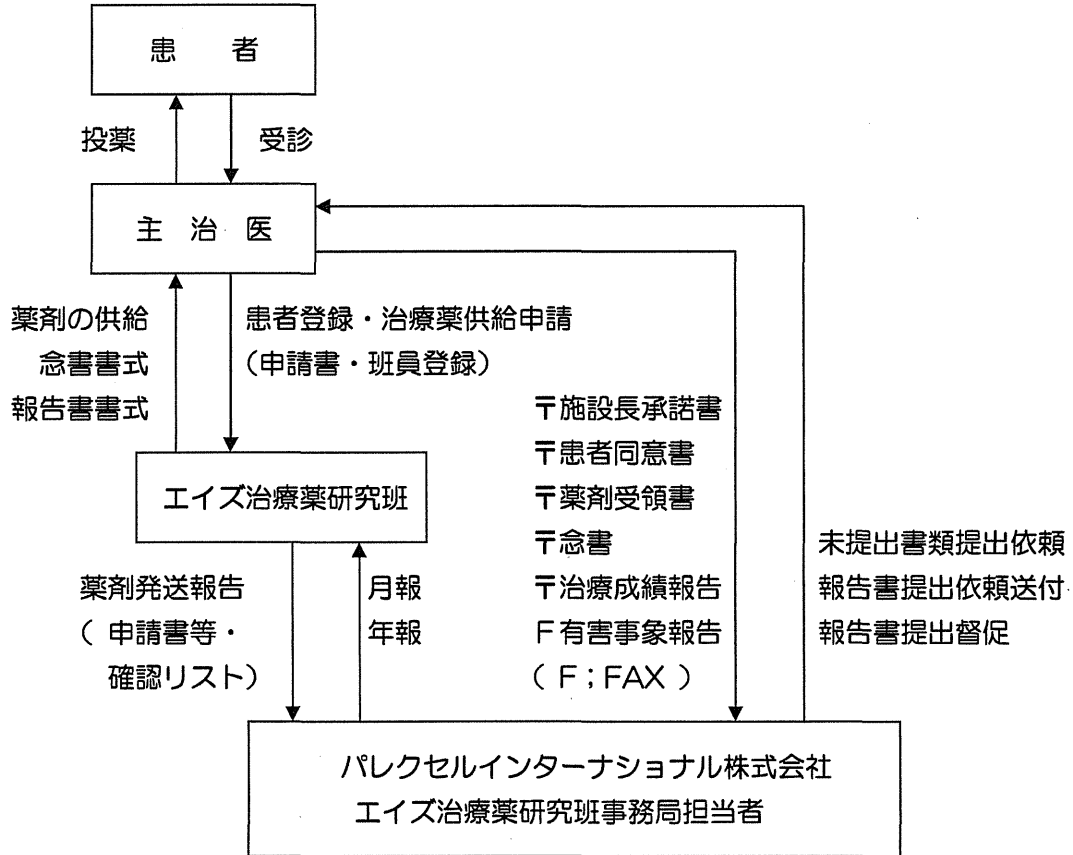 患　者
投薬
受診
主　治　医
薬剤の供給
念書書式
報告書書式
患者登録・治療薬供給申請
（申請書・班員登録）
エイズ治療薬研究班
薬剤発送報告
（ 申請書等・
確認リスト）
月報
年報
〒施設長承諾書
〒患者同意書
〒薬剤受領書
〒念書
〒治療成績報告
F有害事象報告
（ F；FAX ）
未提出書類提出依頼
報告書提出依頼送付
報告書提出督促
パレクセルインターナショナル株式会社
エイズ治療薬研究班事務局担当者